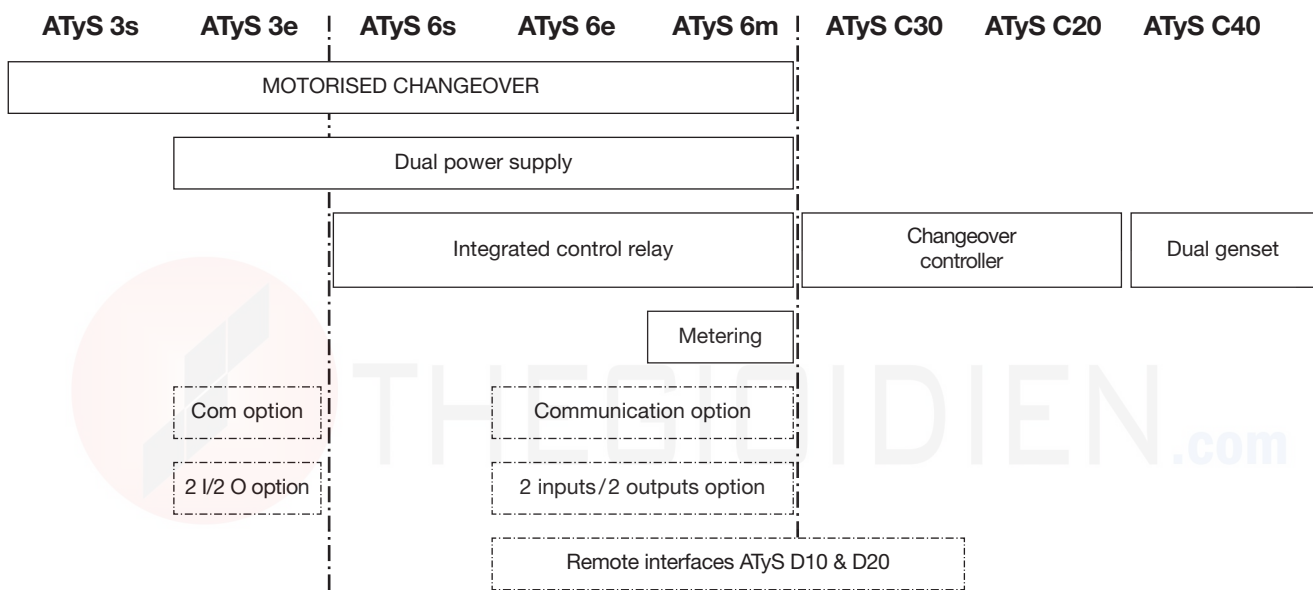 ATyS 3s ATyS 3e ATyS 6s ATyS 6e ATyS 6m ATyS C30 ATyS C20 ATyS C40
MOTORISED CHANGEOVER
Dual power supply
Integrated control relay
Changeover
controller
Dual genset
Metering
Com option
Communication option
2 I/2 O option
2 inputs/2 outputs option
Remote interfaces ATyS D10 & D20
THEGIOIDIEN.com